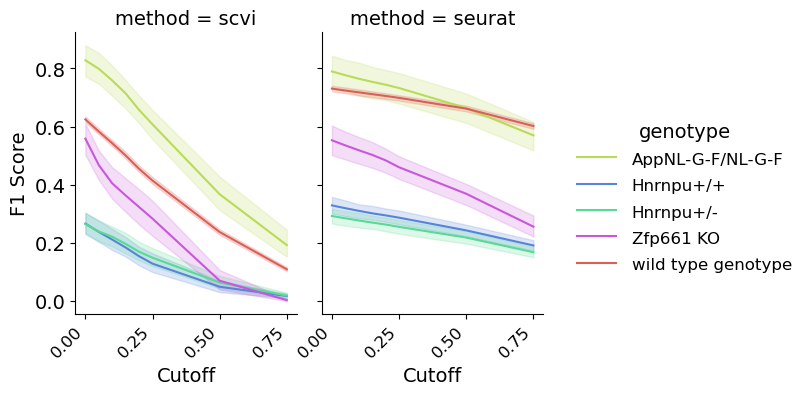 method = scvi
method = seurat
F1 Score
0.8
0.6
0.4
0.2
0.0
0.00
0.25
0.50
0.75
0.00
0.25
0.50
0.75
Cutoff
Cutoff
genotype
AppNL-G-F/NL-G-F
Hnrnpu+/+
Hnrnpu+/-
Zfp661 KO
wild type genotype